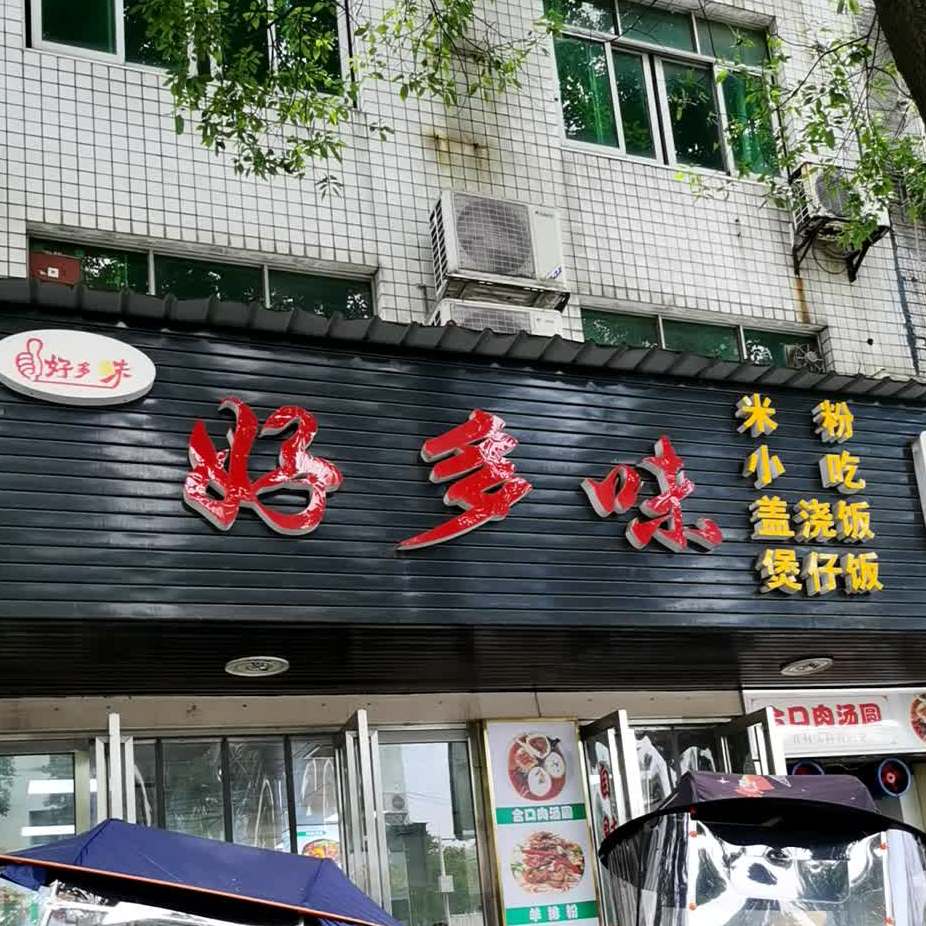 好多味
好多味
米粉
小吃
盖浇饭
煲仔饭
合口肉汤圆
合口肉汤圆
羊排粉